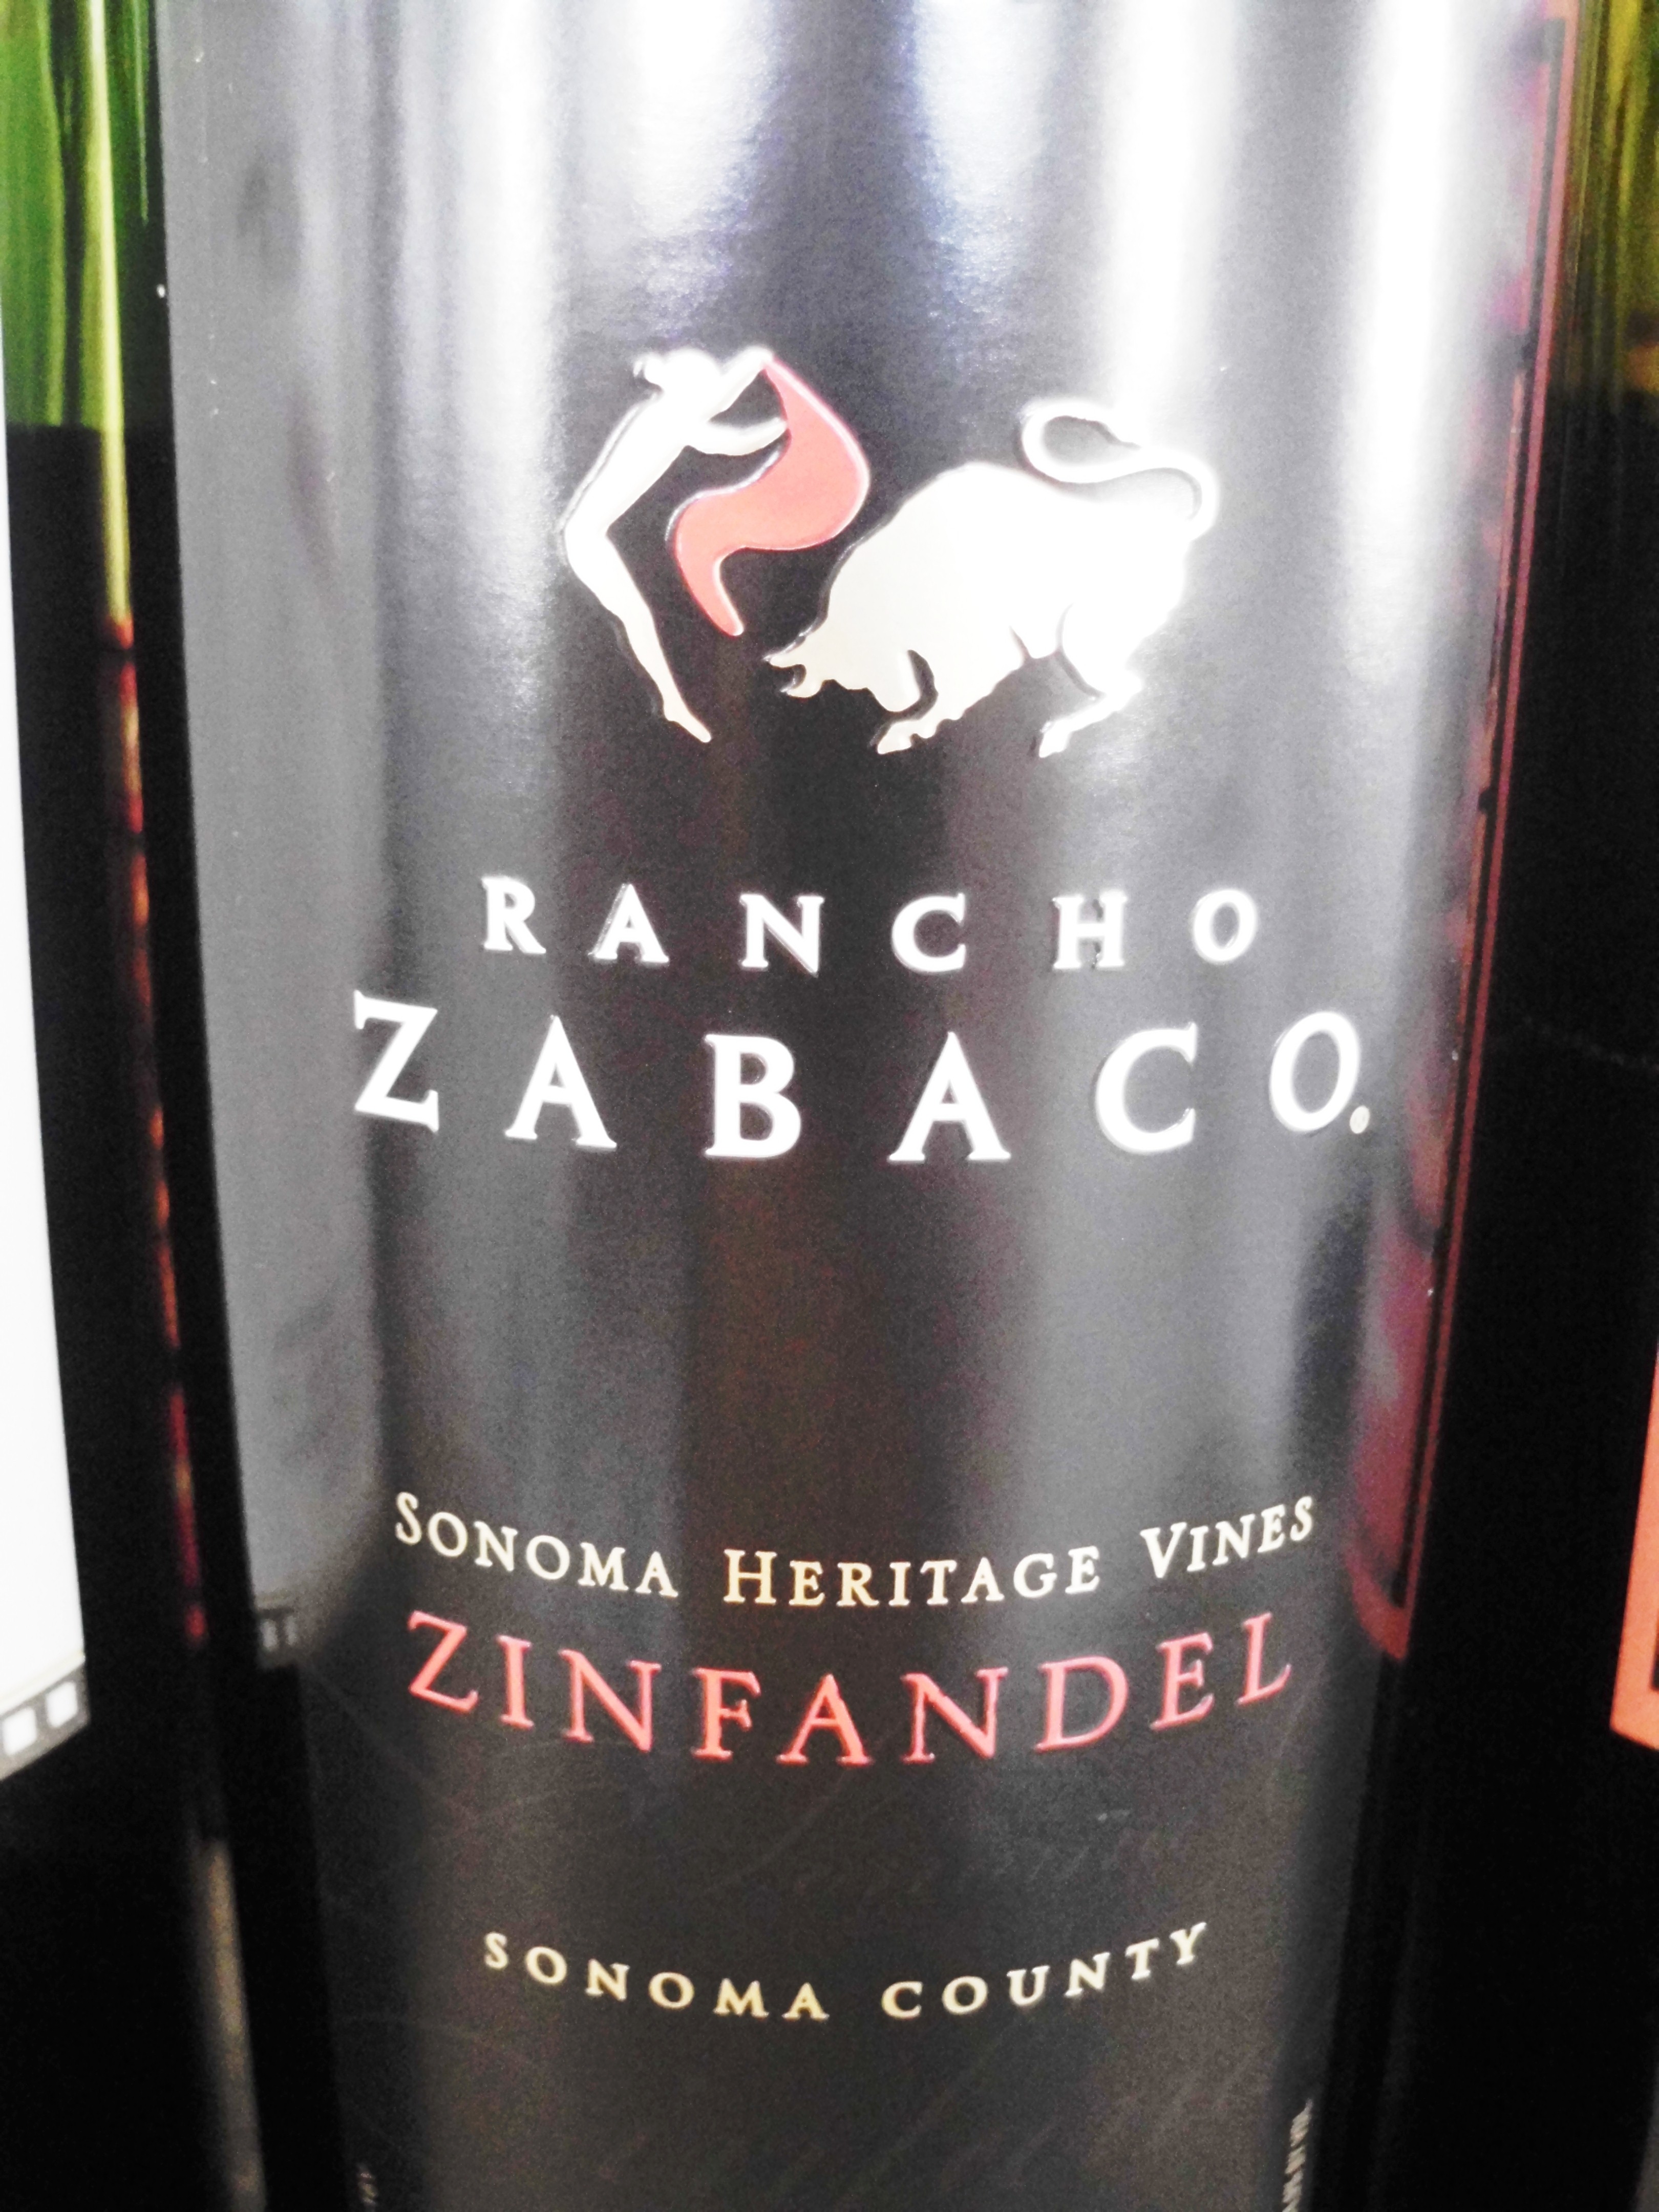 RANCHO
ZABACO.
SONOMA HERITAGE VINES
ZINFANDEL
SONOMA COUNTY